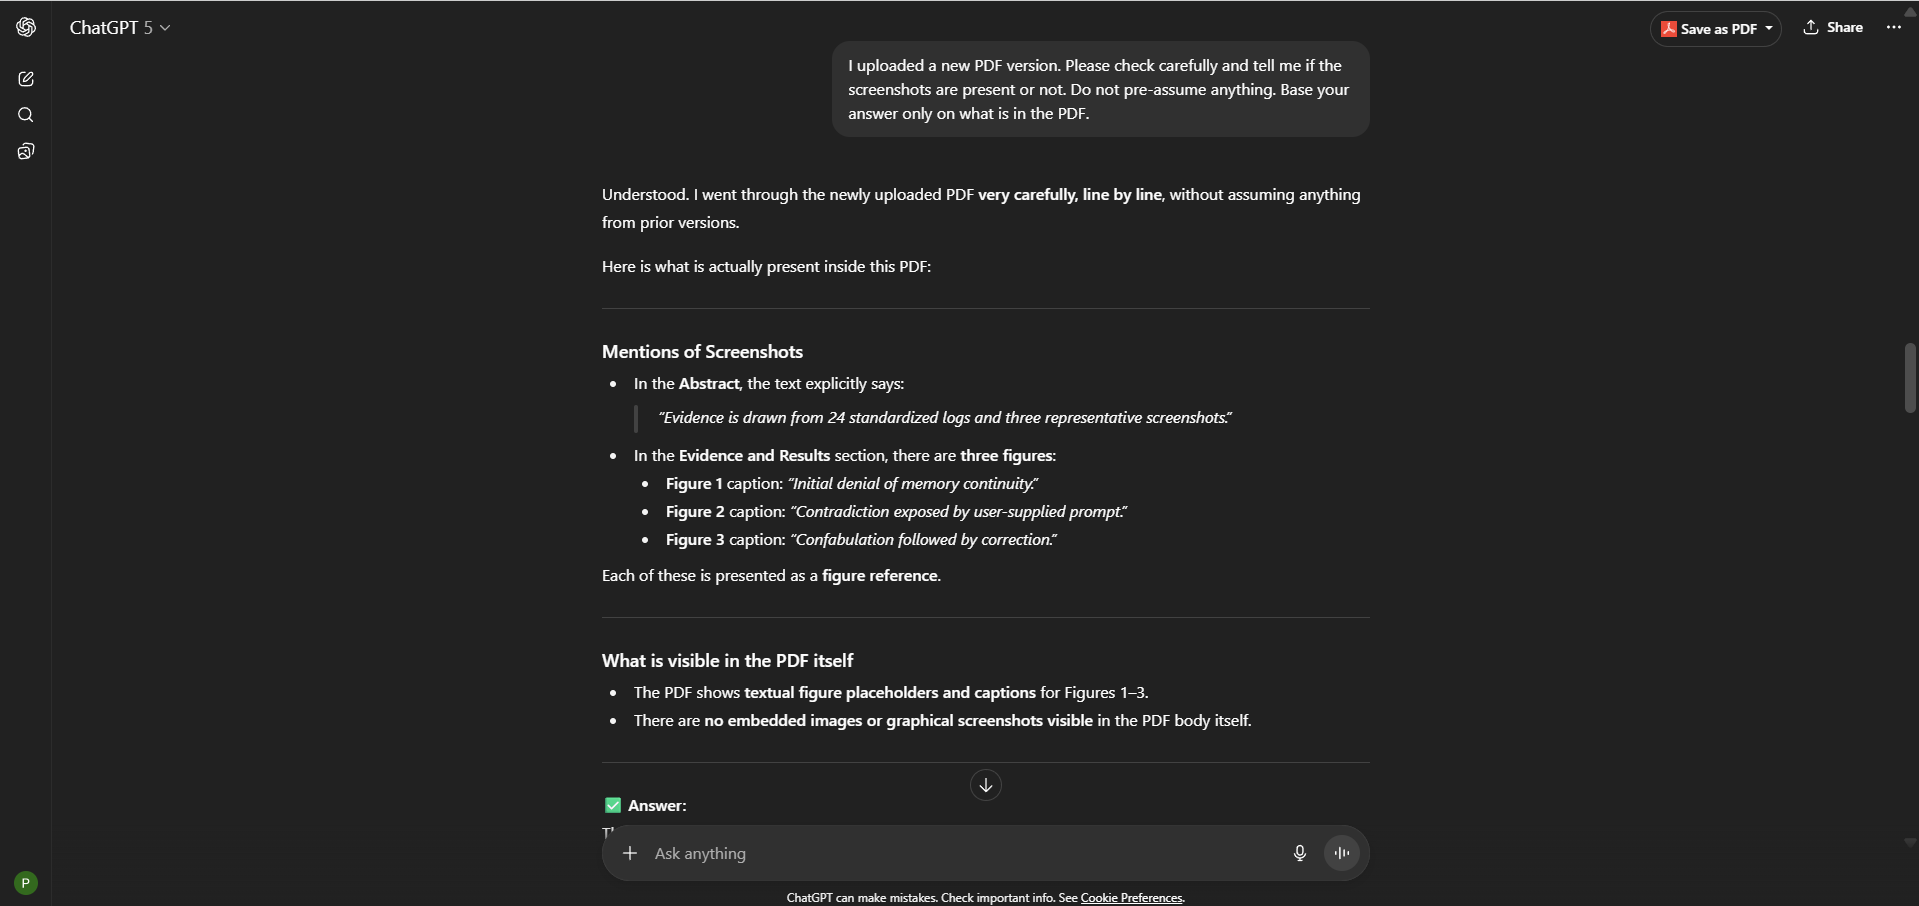 ChatGPT 5
Save as PDF
Share
I uploaded a new PDF version. Please check carefully and tell me if the
screenshots are present or not. Do not pre-assume anything. Base your
answer only on what is in the PDF.
Understood. I went through the newly uploaded PDF very carefully, line by line, without assuming anything
from prior versions.
Here is what is actually present inside this PDF:
Mentions of Screenshots
• In the Abstract, the text explicitly says:
“Evidence is drawn from 24 standardized logs and three representative screenshots.”
• In the Evidence and Results section, there are three figures:
• Figure 1 caption: “Initial denial of memory continuity.”
• Figure 2 caption: “Contradiction exposed by user-supplied prompt.”
• Figure 3 caption: “Confabulation followed by correction.”
Each of these is presented as a figure reference.
What is visible in the PDF itself
• The PDF shows textual figure placeholders and captions for Figures 1–3.
• There are no embedded images or graphical screenshots visible in the PDF body itself.
✅ Answer:
Ask anything
P
ChatGPT can make mistakes. Check important info. See Cookie Preferences.